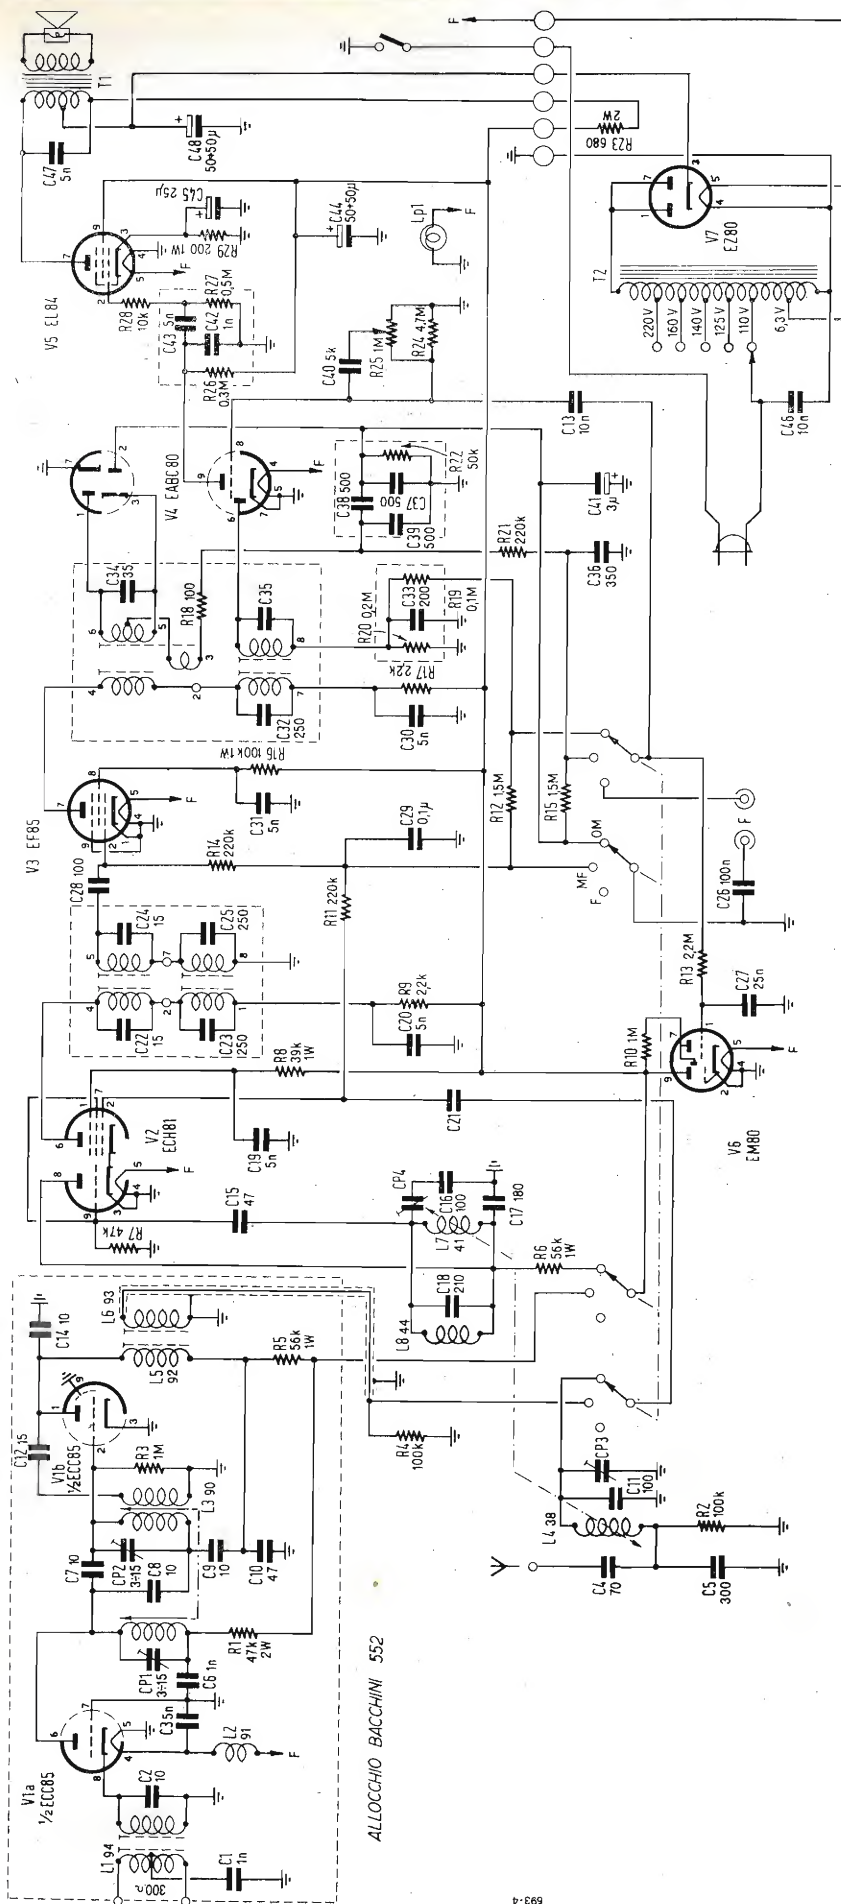 ALLOCCHIO BACCHINI 552
V1a
½ECC85
L1 94
300Ω
C1
1n
C2
10
C3 5n
L2
91
F
C6 1n
CP1
3÷15
R1
47k
2W
C7 10
CP2
3÷15
C8
10
C9
10
C10
47
L3 90
R3
1M
V1b
½ECC85
C12 15
C14 10
L5
92
L6 93
R5
56k
1W
R4
100k
C4
70
C5
300
L4 38
R2
100k
C11
100
CP3
R7 47k
V2
ECH81
C15
47
C19
5n
R8
39k
1W
L8 44
C18
210
L7
41
CP4
C16
100
C17 180
R6
56k
1W
C21
C22
15
C23
250
C24
15
C25
250
C20
5n
R9
2,2k
C28 100
R11 220k
R14
220k
C29
0,1µ
V3 EF85
C31
5n
R16 100k 1W
C30
5n
R17 2,2k
C32
250
C34
35
R18 100
C35
R20 0,2M
C33
200
R19
0,1M
V4 EABC80
C38 500
C37 500
C39
500
R22
50k
R21
220k
C36
350
C41
3µ
C13
10n
R12 1,5M
R15 1,5M
OM
MF
F
C26 100n
F
R10 1M
R13 2,2M
C27
25n
V6
EM80
F
R26
0,3M
C43 5n
C42
1n
R27
0,5M
R28
10k
V5 EL84
R29 200 1W
C45 25µ
C40 5k
R25 1M
R24 4,7M
C44
50+50µ
Lp1
F
C47
5n
T1
C48
50+50µ
R23 680
2W
F
V7
EZ80
T2
220V
160V
140V
125V
110V
6,3V
C46
10n
693-4